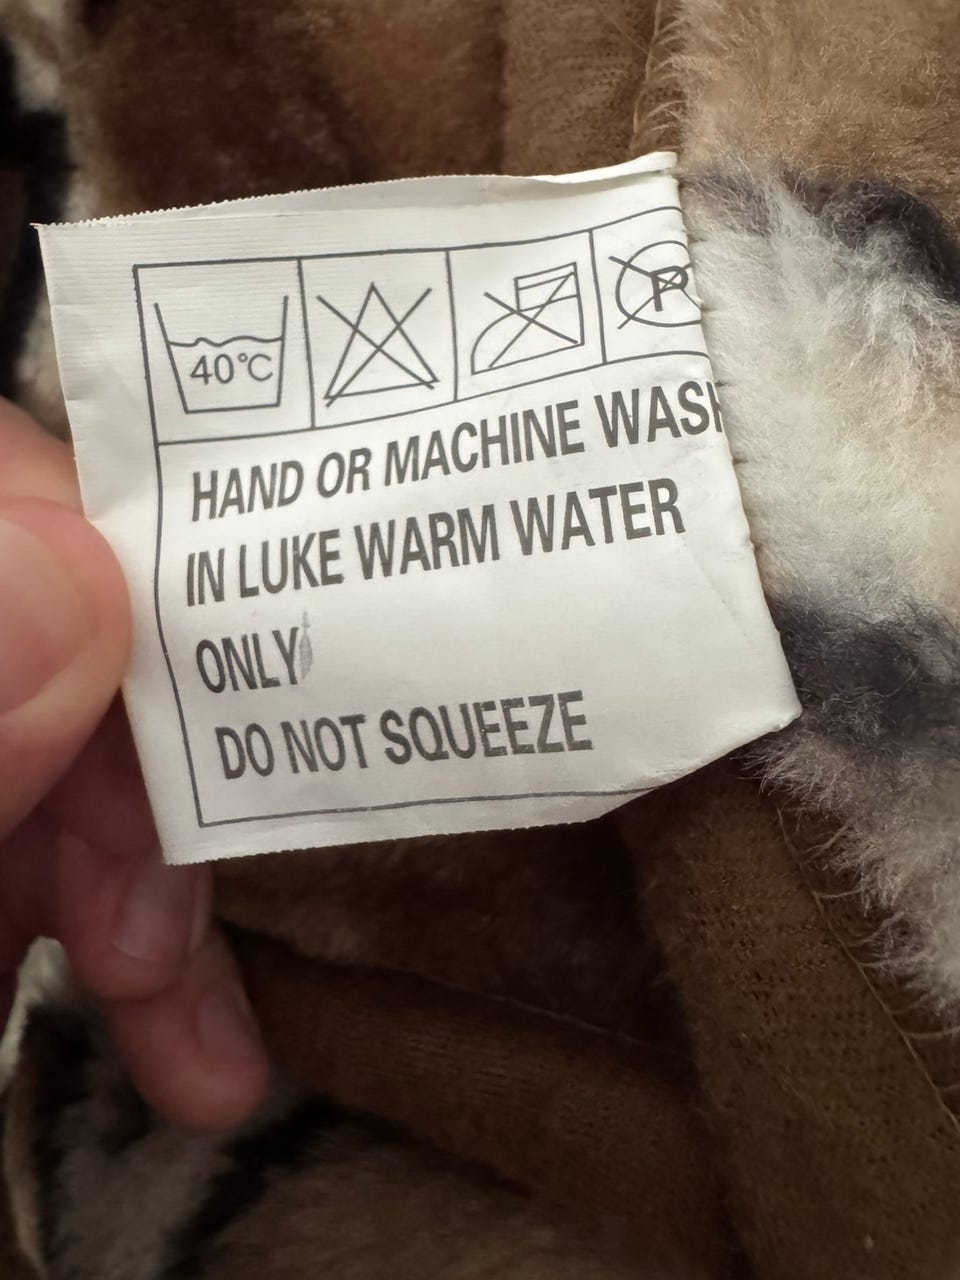 40°C
P
HAND OR MACHINE WASH
IN LUKE WARM WATER
ONLY
DO NOT SQUEEZE